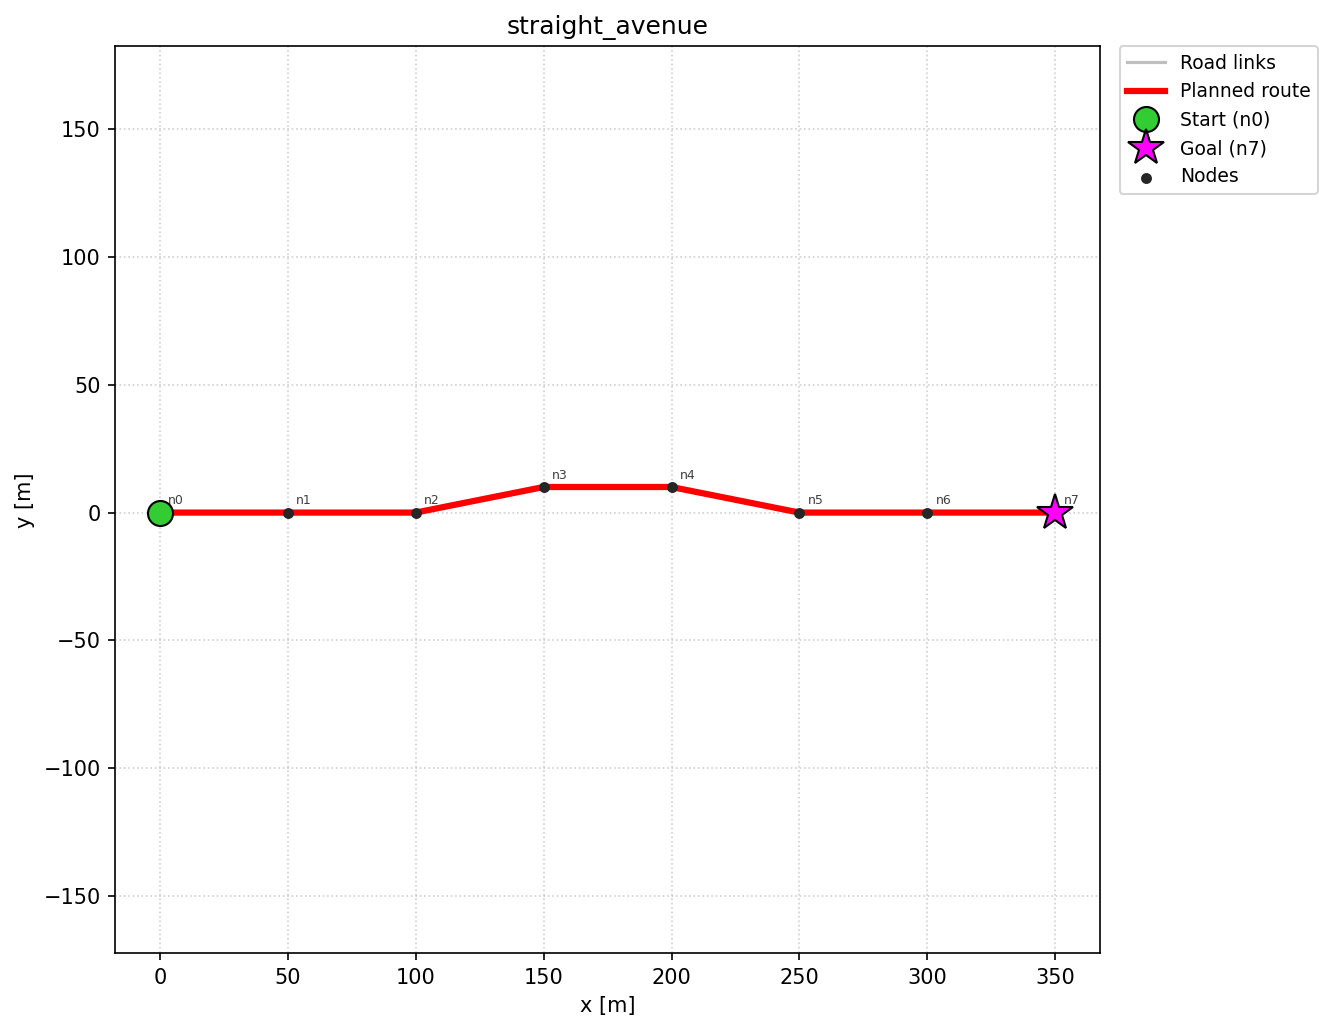 straight_avenue
Road links
Planned route
Start (n0)
Goal (n7)
Nodes
150
100
50
0
−50
−100
−150
y [m]
n0
n1
n2
n3
n4
n5
n6
n7
0
50
100
150
200
250
300
350
x [m]